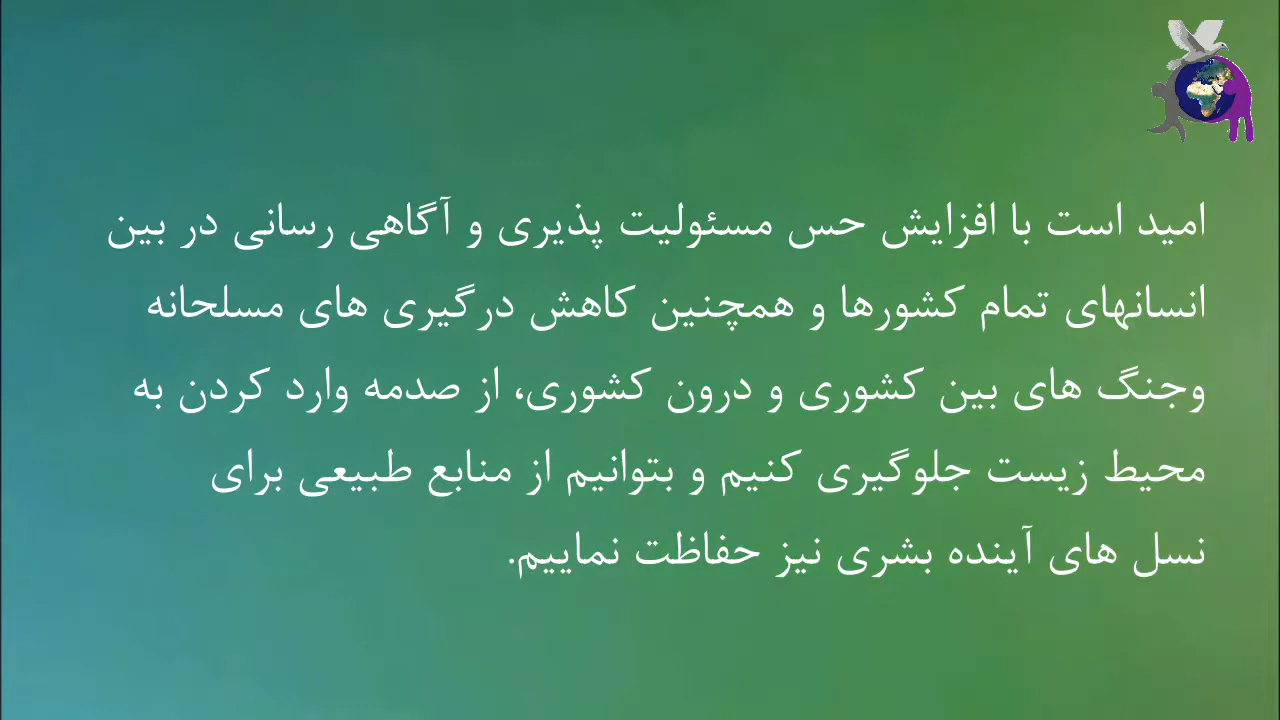 امید است با افزایش حس مسئولیت پذیری و آگاهی رسانی در بین
انسانهای تمام کشورها و همچنین کاهش درگیری های مسلحانه
وجنگ های بین کشوری و درون کشوری، از صدمه وارد کردن به
محیط زیست جلوگیری کنیم و بتوانیم از منابع طبیعی برای
نسل های آینده بشری نیز حفاظت نماییم.